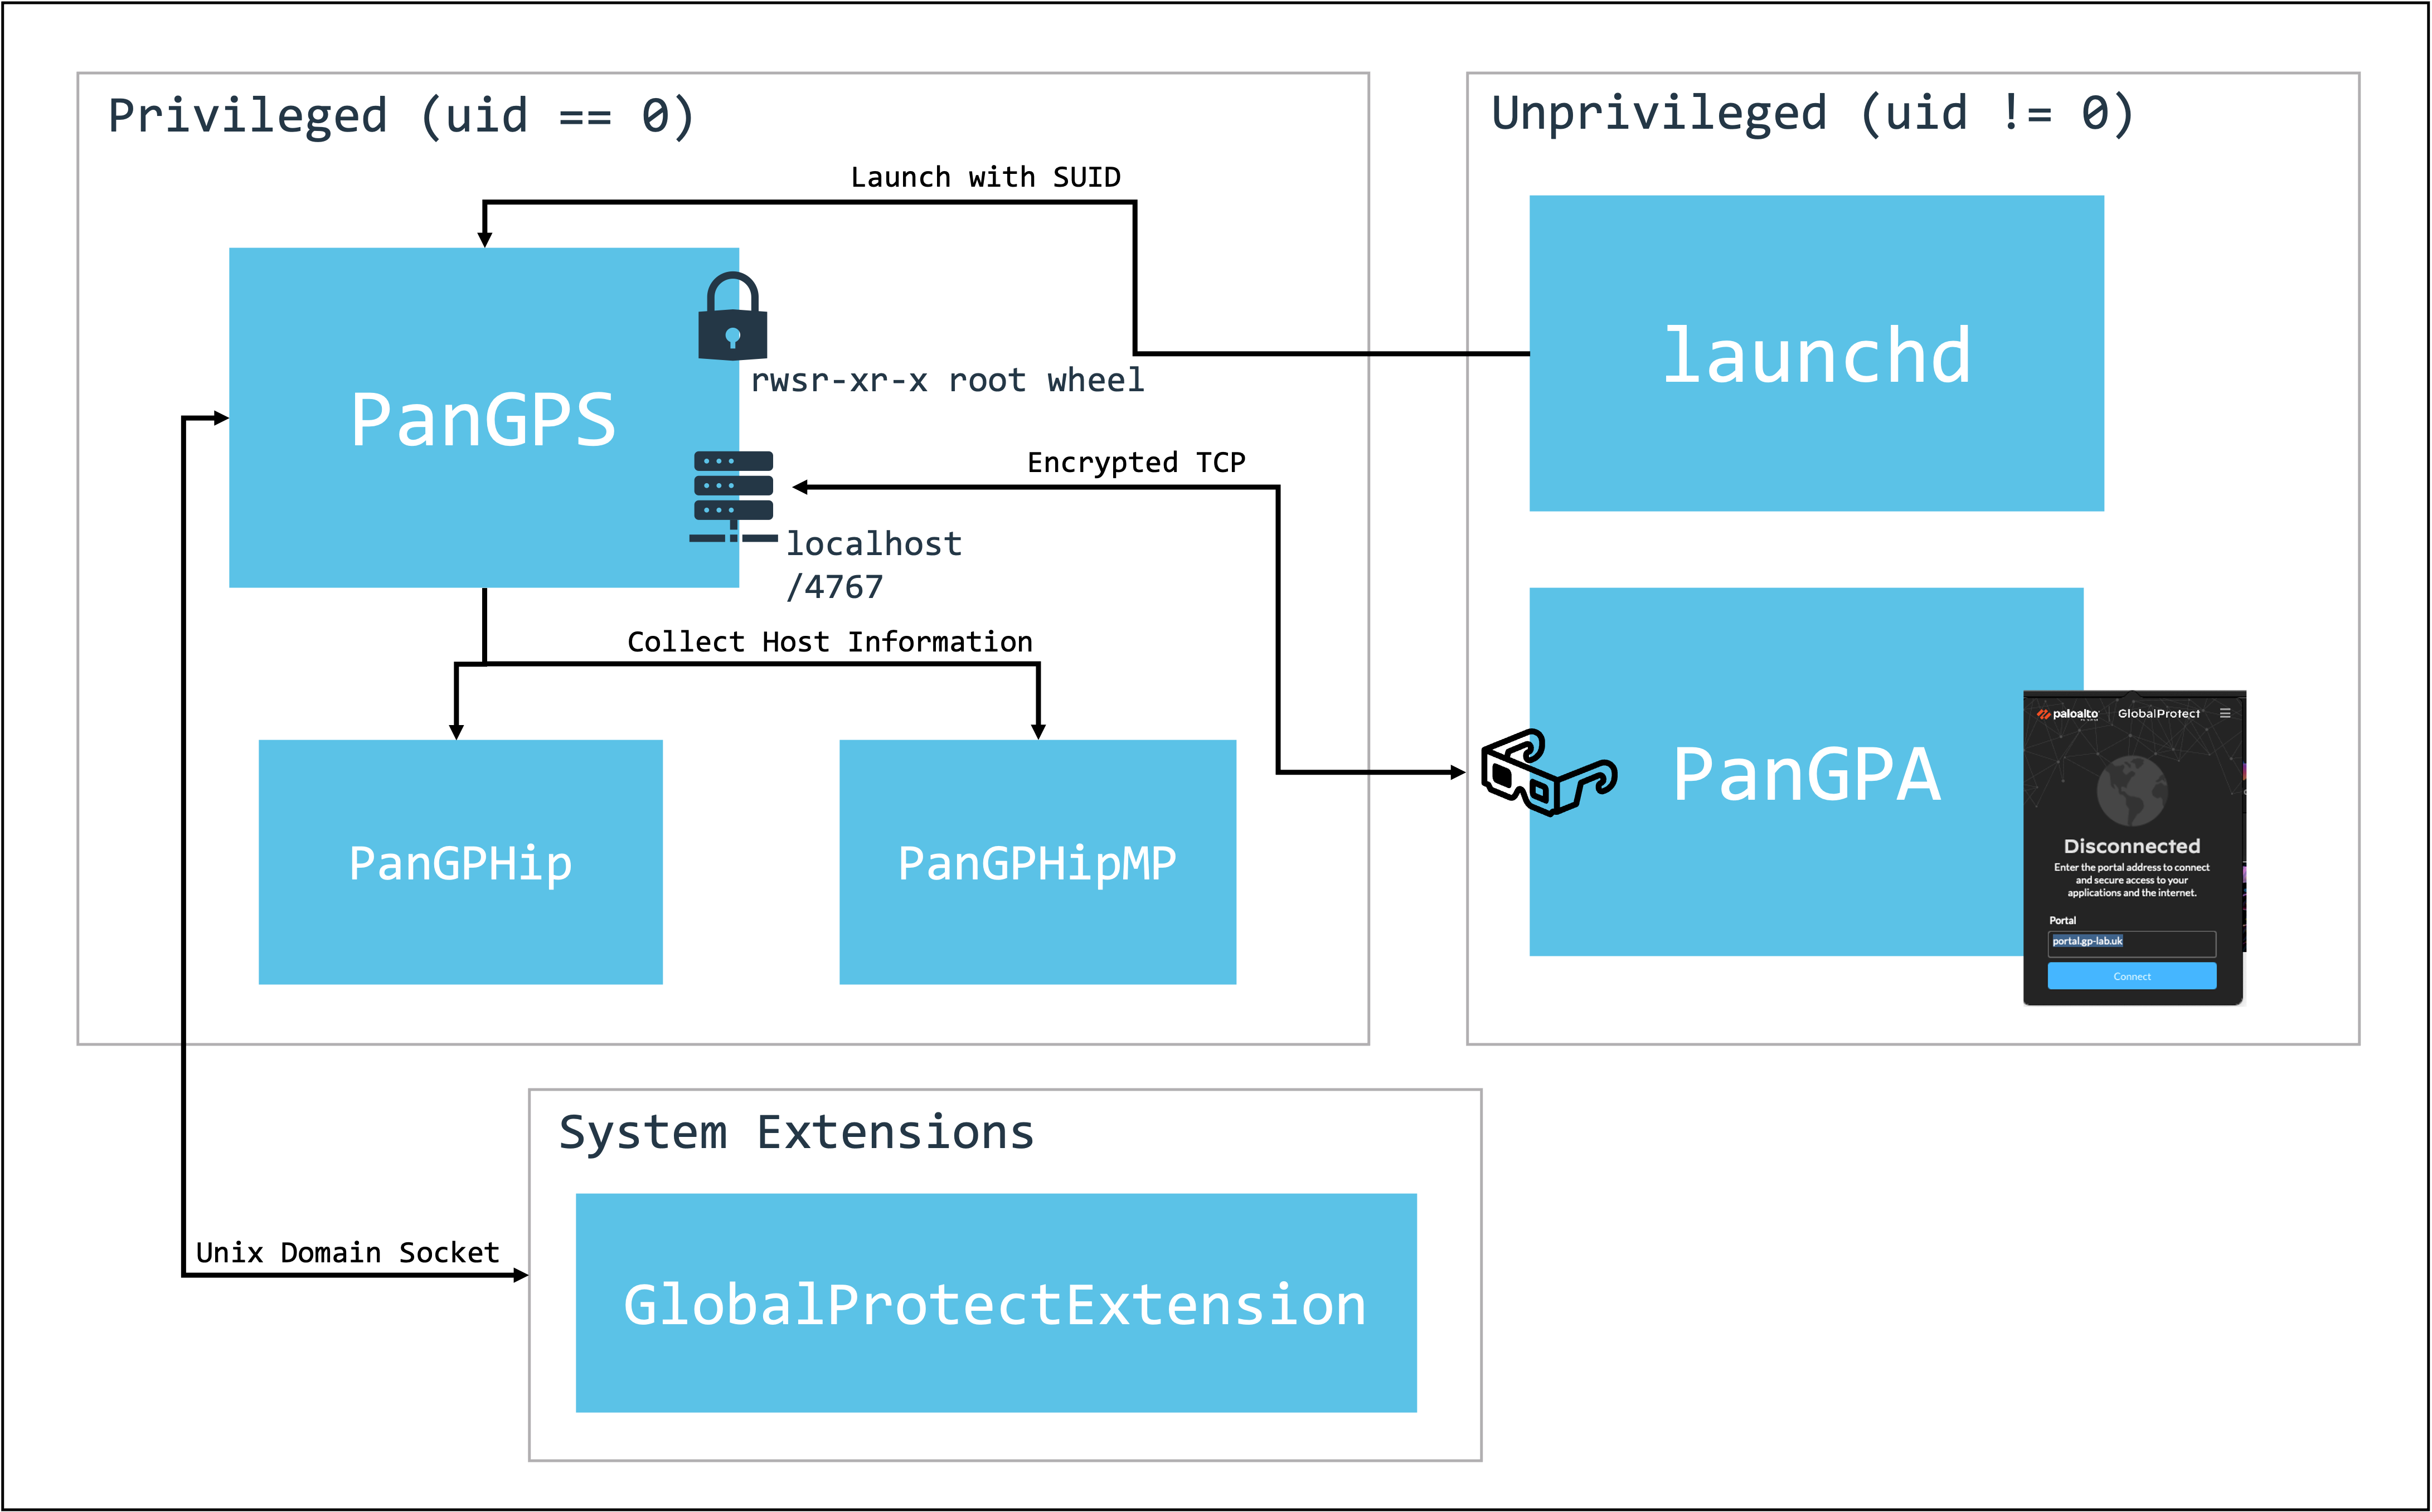 Privileged (uid == 0)
Unprivileged (uid != 0)
Launch with SUID
launchd
PanGPS
rwsr-xr-x root wheel
Encrypted TCP
localhost
/4767
Collect Host Information
PanGPHip
PanGPHipMP
PanGPA
paloalto
GlobalProtect
Disconnected
Enter the portal address to connect
and secure access to your
applications and the internet.
Portal
portal.gp-lab.uk
Connect
System Extensions
Unix Domain Socket
GlobalProtectExtension